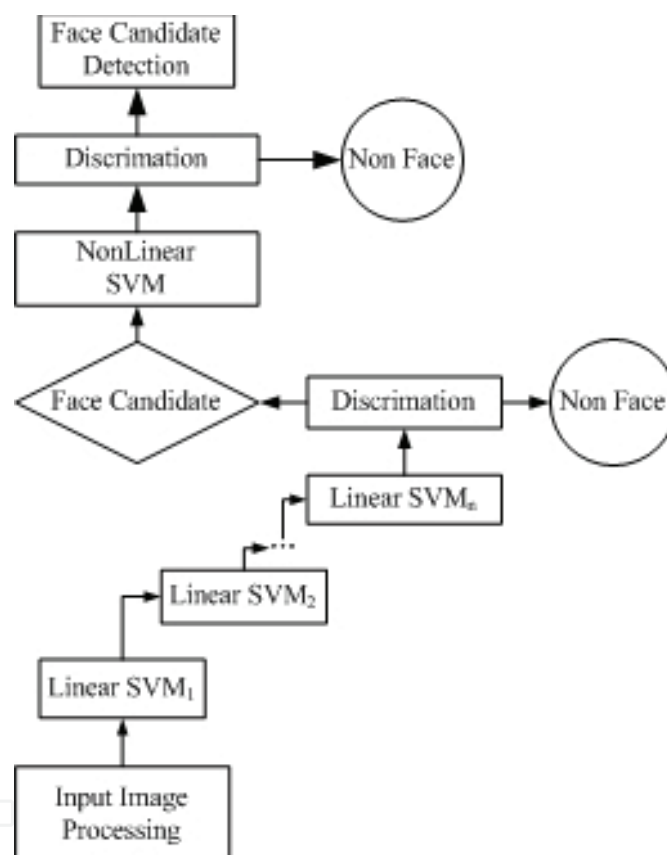 Face Candidate
Detection
Discrimation
Non Face
NonLinear
SVM
Face Candidate
Discrimation
Non Face
Linear SVMₙ
...
Linear SVM₂
Linear SVM₁
Input Image
Processing